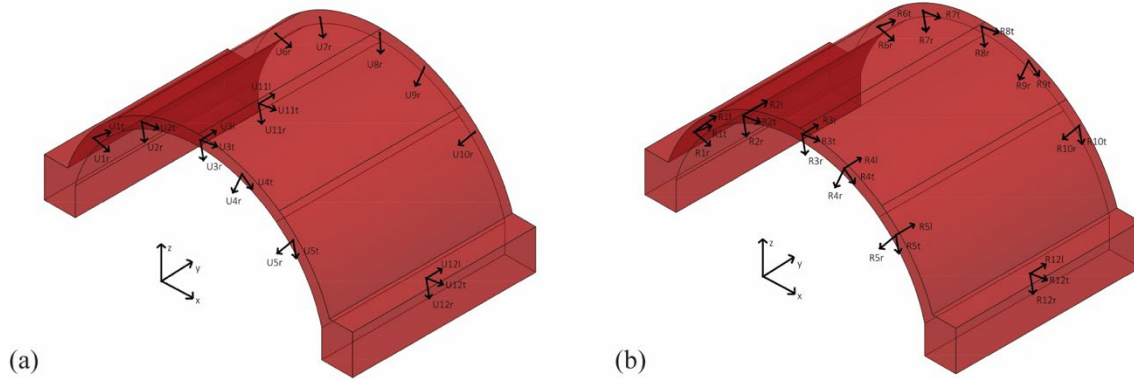 U6r
U7r
U8r
U9r
U10r
U11l
U11t
U11r
U1t
U1r
U2t
U2r
U3l
U3t
U3r
U4t
U4r
U5t
U5r
U12l
U12t
U12r
z
y
x
(a)
R6t
R6r
R7t
R7r
R8t
R8r
R9t
R9r
R10t
R10r
R1l
R1t
R1r
R2l
R2t
R2r
R3l
R3t
R3r
R4l
R4t
R4r
R5l
R5t
R5r
R12l
R12t
R12r
z
y
x
(b)